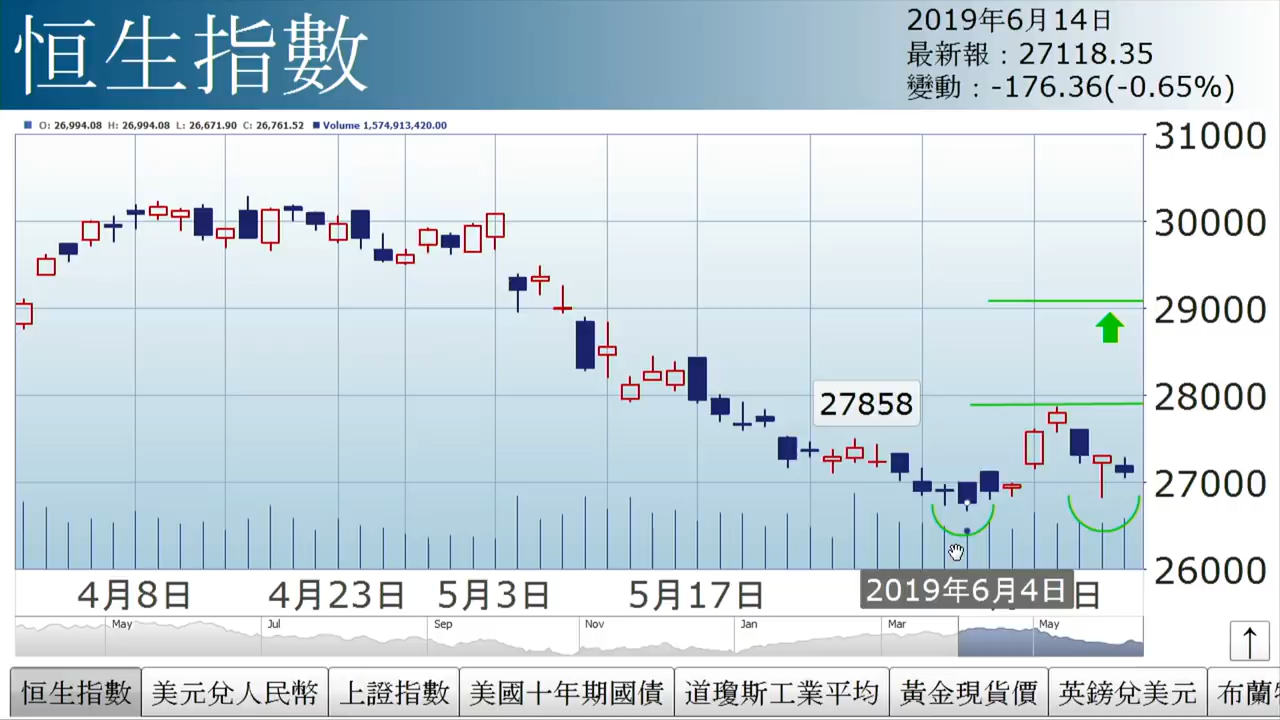 恒生指數
2019年6月14日
最新報：27118.35
變動：-176.36(-0.65%)
O: 26,994.08 H: 26,994.08 L: 26,671.90 C: 26,761.52 Volume 1,574,913,420.00
31000
30000
29000
28000
27858
27000
26000
4月8日 4月23日 5月3日 5月17日 2019年6月4日 日
May Jul Sep Nov Jan Mar May
恒生指數 美元兌人民幣 上證指數 美國十年期國債 道瓊斯工業平均 黃金現貨價 英鎊兌美元 布蘭